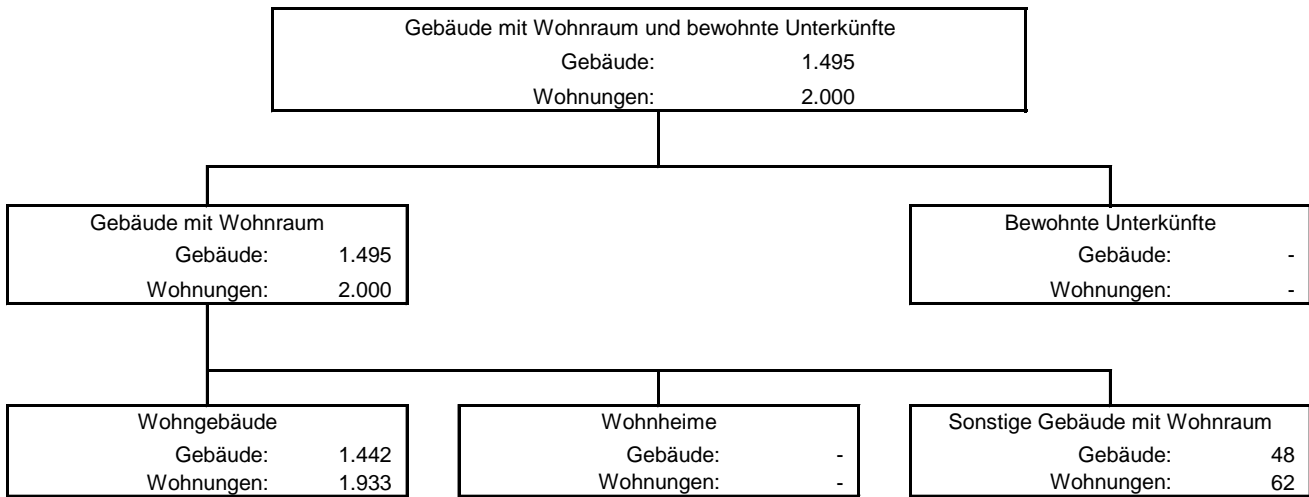 Gebäude mit Wohnraum und bewohnte Unterkünfte
Gebäude: 1.495
Wohnungen: 2.000
Gebäude mit Wohnraum
Gebäude: 1.495
Wohnungen: 2.000
Bewohnte Unterkünfte
Gebäude: -
Wohnungen: -
Wohngebäude
Gebäude: 1.442
Wohnungen: 1.933
Wohnheime
Gebäude: -
Wohnungen: -
Sonstige Gebäude mit Wohnraum
Gebäude: 48
Wohnungen: 62